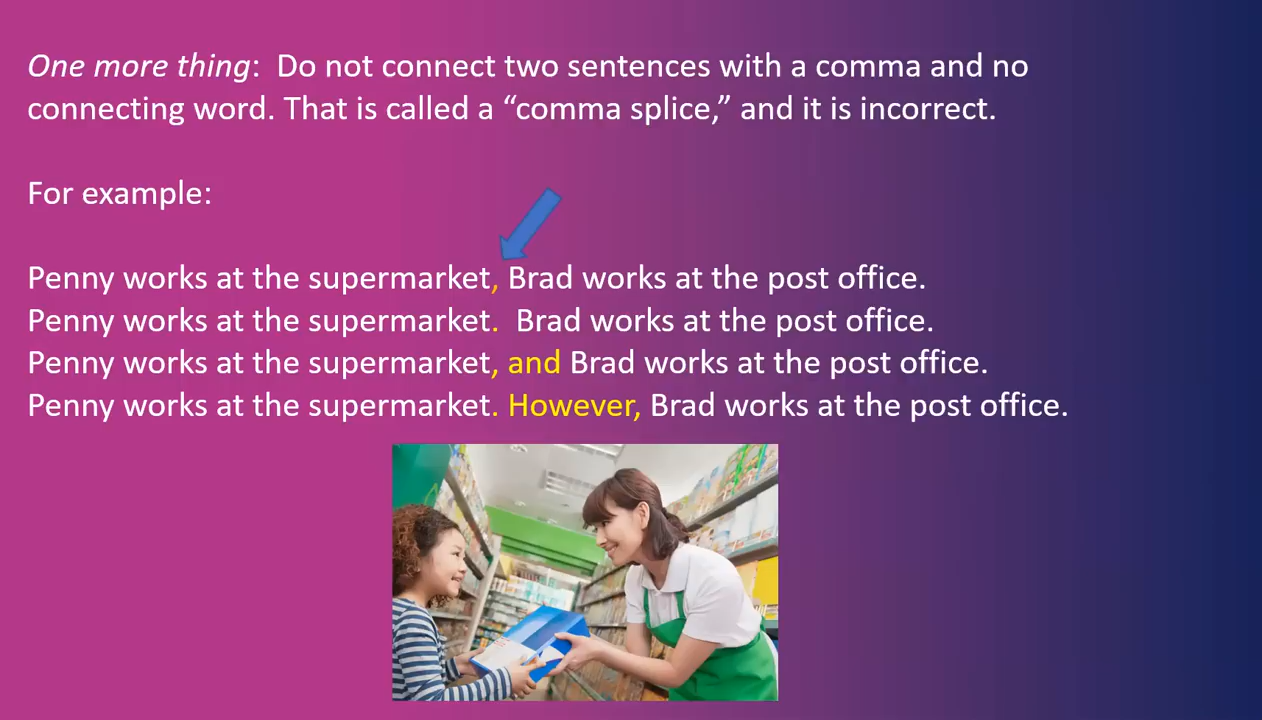 One more thing:  Do not connect two sentences with a comma and no
connecting word. That is called a “comma splice,” and it is incorrect.
For example:
Penny works at the supermarket, Brad works at the post office.
Penny works at the supermarket.  Brad works at the post office.
Penny works at the supermarket, and Brad works at the post office.
Penny works at the supermarket. However, Brad works at the post office.